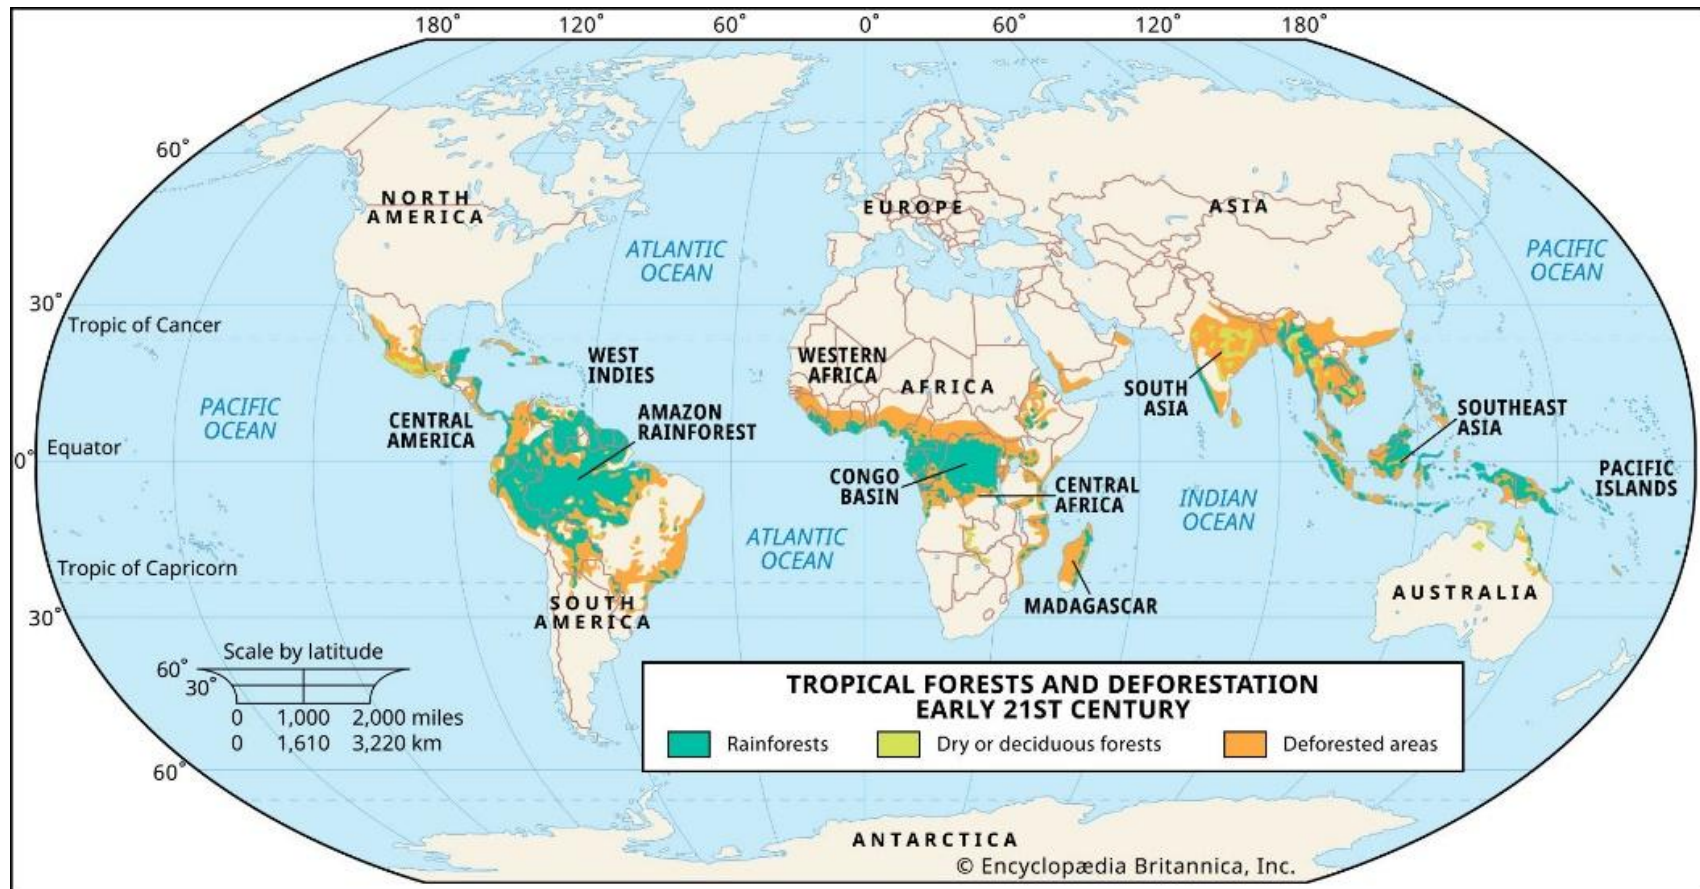 180°
120°
60°
0°
60°
120°
180°
60°
NORTH
AMERICA
EUROPE
ASIA
ATLANTIC
OCEAN
PACIFIC
OCEAN
30°
Tropic of Cancer
WEST
INDIES
WESTERN
AFRICA
AFRICA
SOUTH
ASIA
PACIFIC
OCEAN
CENTRAL
AMERICA
AMAZON
RAINFOREST
SOUTHEAST
ASIA
Equator
0°
CONGO
BASIN
CENTRAL
AFRICA
INDIAN
OCEAN
PACIFIC
ISLANDS
ATLANTIC
OCEAN
Tropic of Capricorn
30°
SOUTH
AMERICA
MADAGASCAR
AUSTRALIA
Scale by latitude
60°
30°
0 1,000 2,000 miles
0 1,610 3,220 km
60°
TROPICAL FORESTS AND DEFORESTATION
EARLY 21ST CENTURY
Rainforests
Dry or deciduous forests
Deforested areas
ANTARCTICA
© Encyclopædia Britannica, Inc.